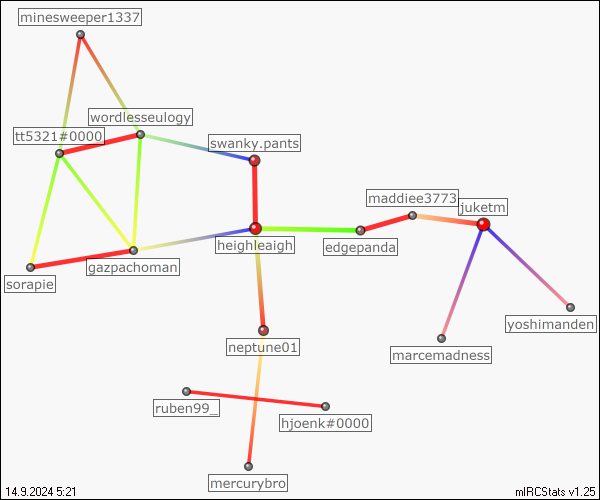 minesweeper1337
wordlesseulogy
tt5321#0000
swanky.pants
maddiee3773
juketm
heighleaigh
edgepanda
gazpachoman
sorapie
yoshimanden
neptune01
marcemadness
ruben99_
hjoenk#0000
mercurybro
14.9.2024 5:21
mIRCStats v1.25